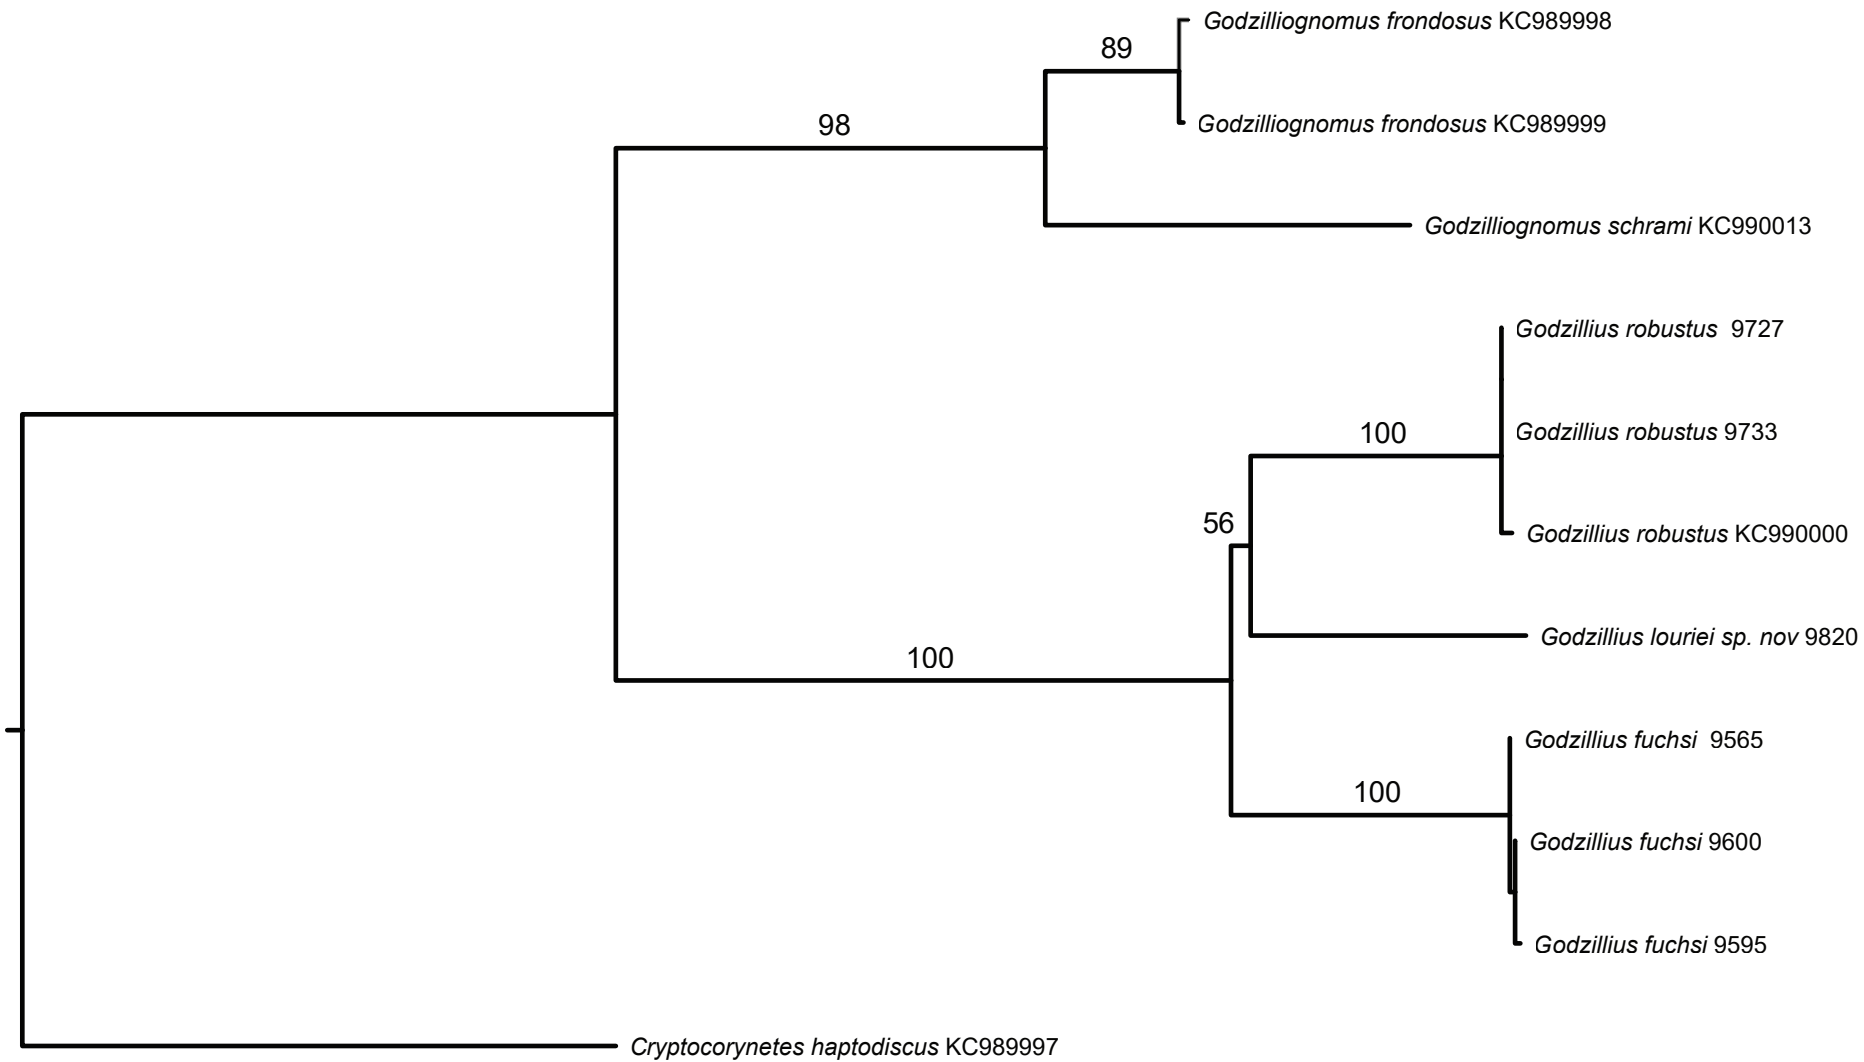 Godzilliognomus frondosus KC989998
89
Godzilliognomus frondosus KC989999
98
Godzilliognomus schrami KC990013
Godzillius robustus 9727
100
Godzillius robustus 9733
56
Godzillius robustus KC990000
Godzillius louriei sp. nov 9820
100
Godzillius fuchsi 9565
100
Godzillius fuchsi 9600
Godzillius fuchsi 9595
Cryptocorynetes haptodiscus KC989997